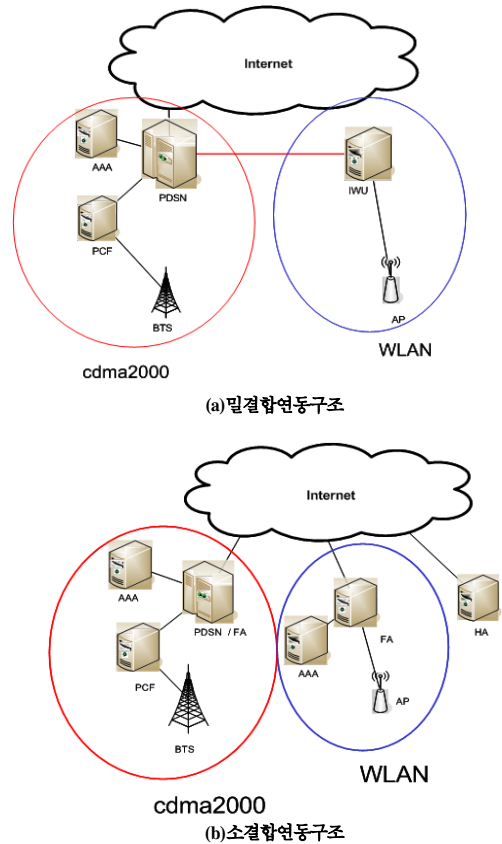 Internet
AAA
PDSN
IWU
PCF
BTS
AP
WLAN
cdma2000
(a)밀결합연동구조
Internet
AAA
PDSN / FA
FA
HA
AAA
PCF
AP
BTS
WLAN
cdma2000
(b)소결합연동구조